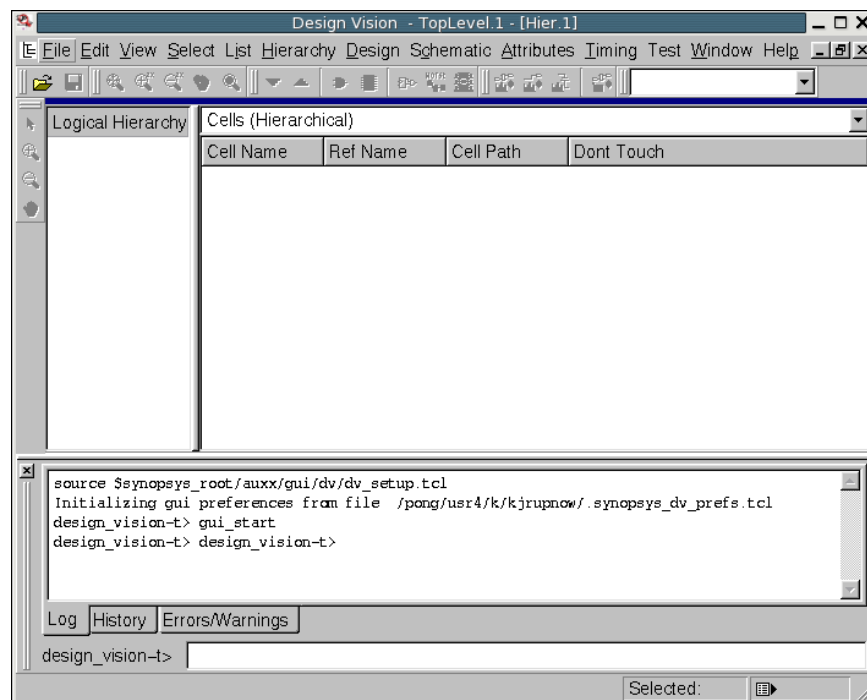 Design Vision - TopLevel.1 - [Hier.1]
File Edit View Select List Hierarchy Design Schematic Attributes Timing Test Window Help
Logical Hierarchy
Cells (Hierarchical)
Cell Name Ref Name Cell Path Dont Touch
source $synopsys_root/auxx/gui/dv/dv_setup.tcl
Initializing gui preferences from file /pong/usr4/k/kjrupnow/.synopsys_dv_prefs.tcl
design_vision-t> gui_start
design_vision-t> design_vision-t>
Log History Errors/Warnings
design_vision-t>
Selected: